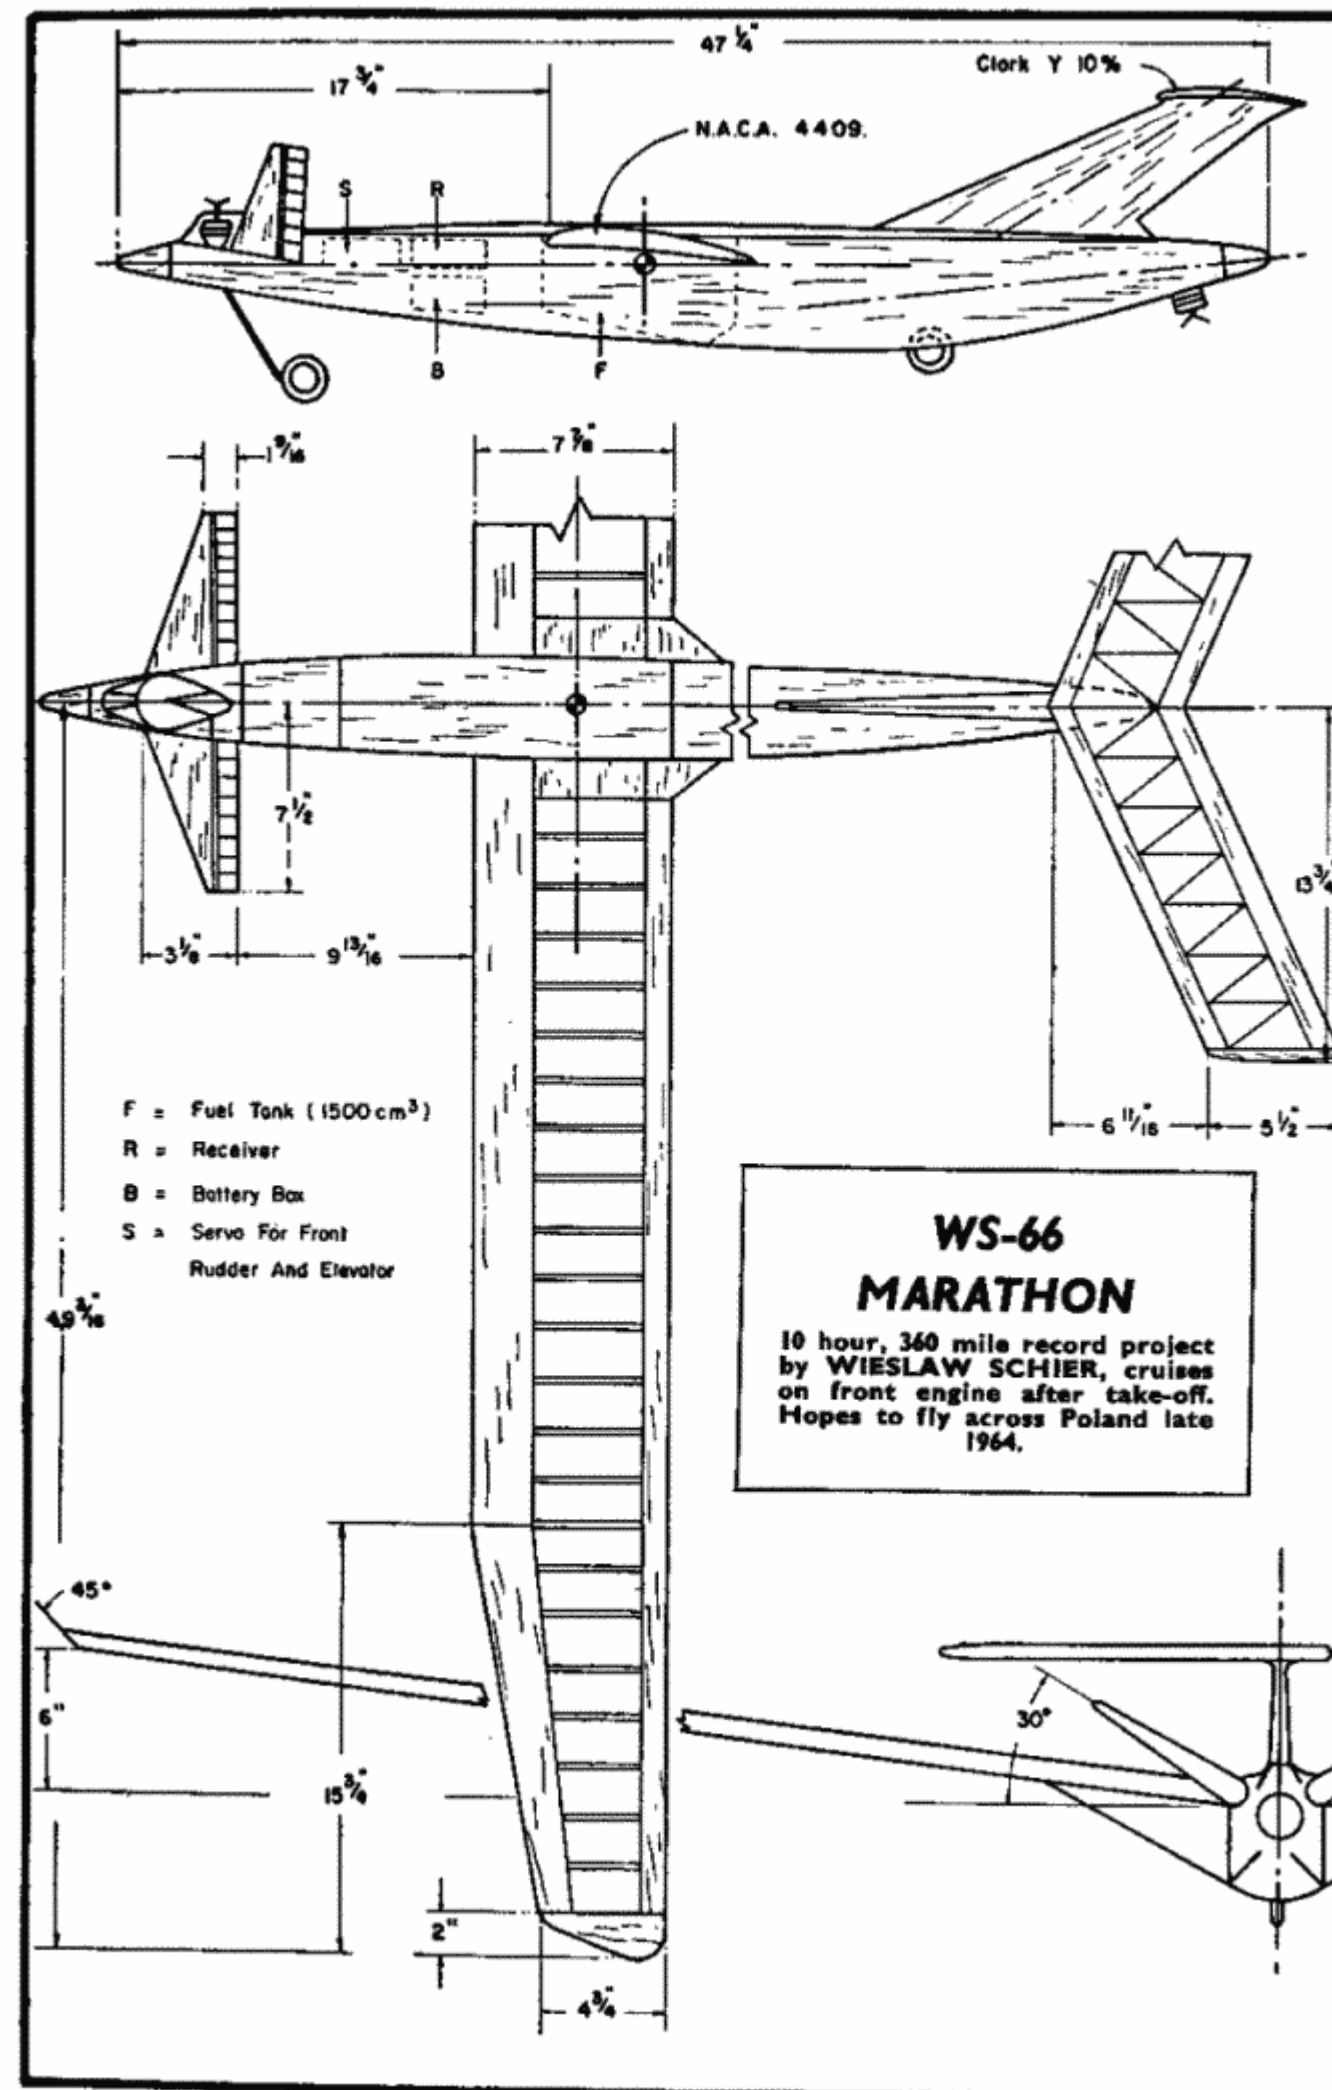 47 ¼"
17 ¾"
Clark Y 10%
N.A.C.A. 4409.
S
R
B
F
1 9/16"
7 7/8"
7 ½"
13 ¾
3 1/8"
9 13/16"
F = Fuel Tank (1500cm³)
R = Receiver
B = Battery Box
S = Servo For Front
Rudder And Elevator
6 11/16"
5 ½"
49 3/16"
WS-66
MARATHON
10 hour, 360 mile record project
by WIESLAW SCHIER, cruises
on front engine after take-off.
Hopes to fly across Poland late
1964.
45°
6"
30°
15 ¾"
2"
4 ¾"